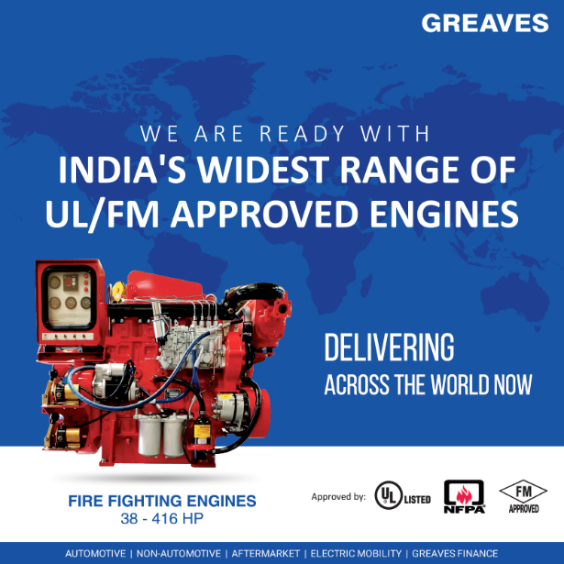 GREAVES
WE ARE READY WITH
INDIA'S WIDEST RANGE OF
UL/FM APPROVED ENGINES
DELIVERING
ACROSS THE WORLD NOW
FIRE FIGHTING ENGINES
38 - 416 HP
Approved by:
UL LISTED
NFPA
FM
APPROVED
AUTOMOTIVE | NON-AUTOMOTIVE | AFTERMARKET | ELECTRIC MOBILITY | GREAVES FINANCE